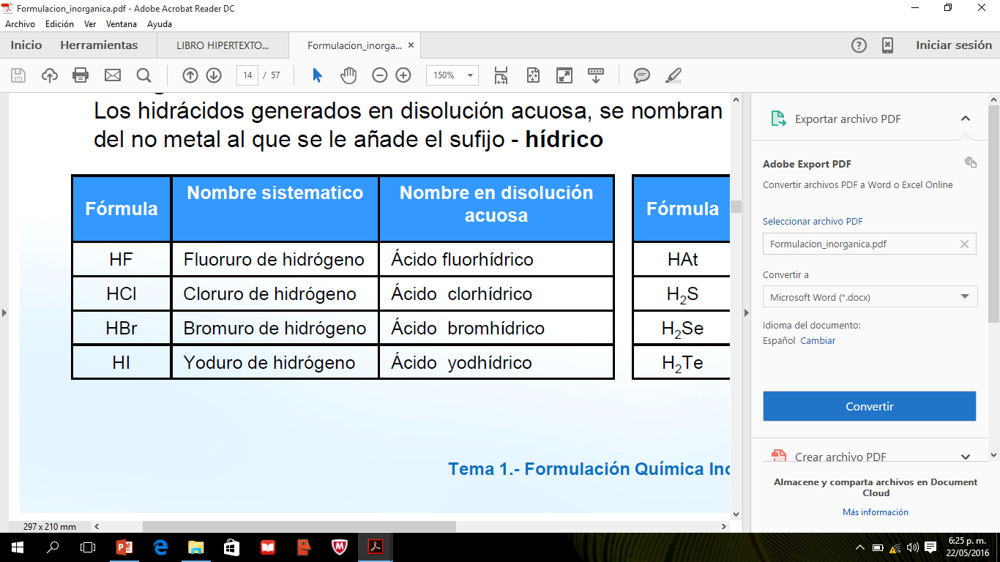 Formulacion_inorganica.pdf - Adobe Acrobat Reader DC
Archivo Edición Ver Ventana Ayuda
Inicio Herramientas LIBRO HIPERTEXTO... Formulacion_inorga... × Iniciar sesión
14 / 57 150%
Los hidrácidos generados en disolución acuosa, se nombran
del no metal al que se le añade el sufijo - hídrico
Fórmula Nombre sistematico Nombre en disolución acuosa Fórmula
HF Fluoruro de hidrógeno Ácido fluorhídrico HAt
HCl Cloruro de hidrógeno Ácido clorhídrico H₂S
HBr Bromuro de hidrógeno Ácido bromhídrico H₂Se
HI Yoduro de hidrógeno Ácido yodhídrico H₂Te
Tema 1.- Formulación Química Ino
297 x 210 mm
Exportar archivo PDF
Adobe Export PDF
Convertir archivos PDF a Word o Excel Online
Seleccionar archivo PDF
Formulacion_inorganica.pdf
Convertir a
Microsoft Word (*.docx)
Idioma del documento:
Español Cambiar
Convertir
Crear archivo PDF
Almacene y comparta archivos en Document
Cloud
Más información
6:25 p. m.
22/05/2016